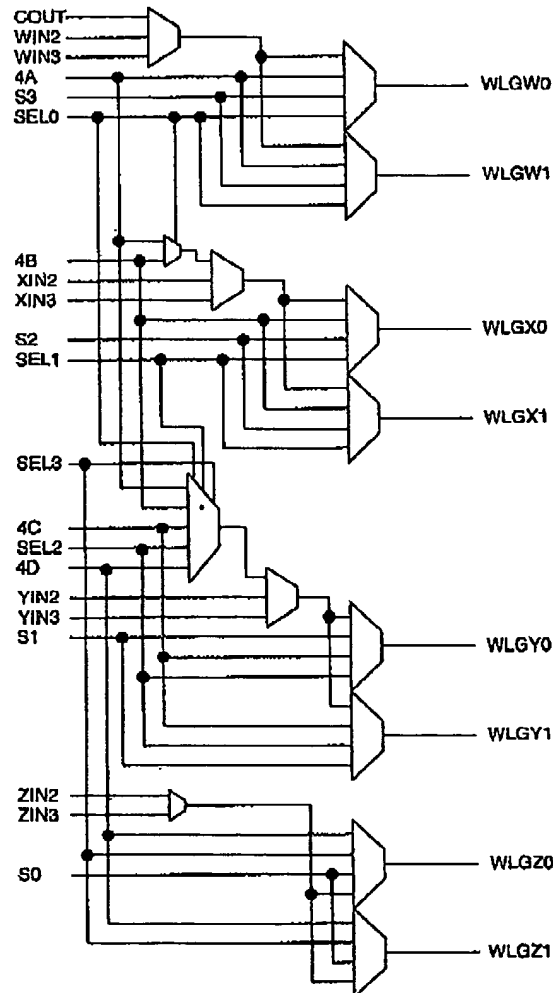 COUT
WIN2
WIN3
4A
S3
SEL0
WLGW0
WLGW1
4B
XIN2
XIN3
S2
SEL1
WLGX0
WLGX1
SEL3
4C
SEL2
4D
YIN2
YIN3
S1
WLGY0
WLGY1
ZIN2
ZIN3
S0
WLGZ0
WLGZ1